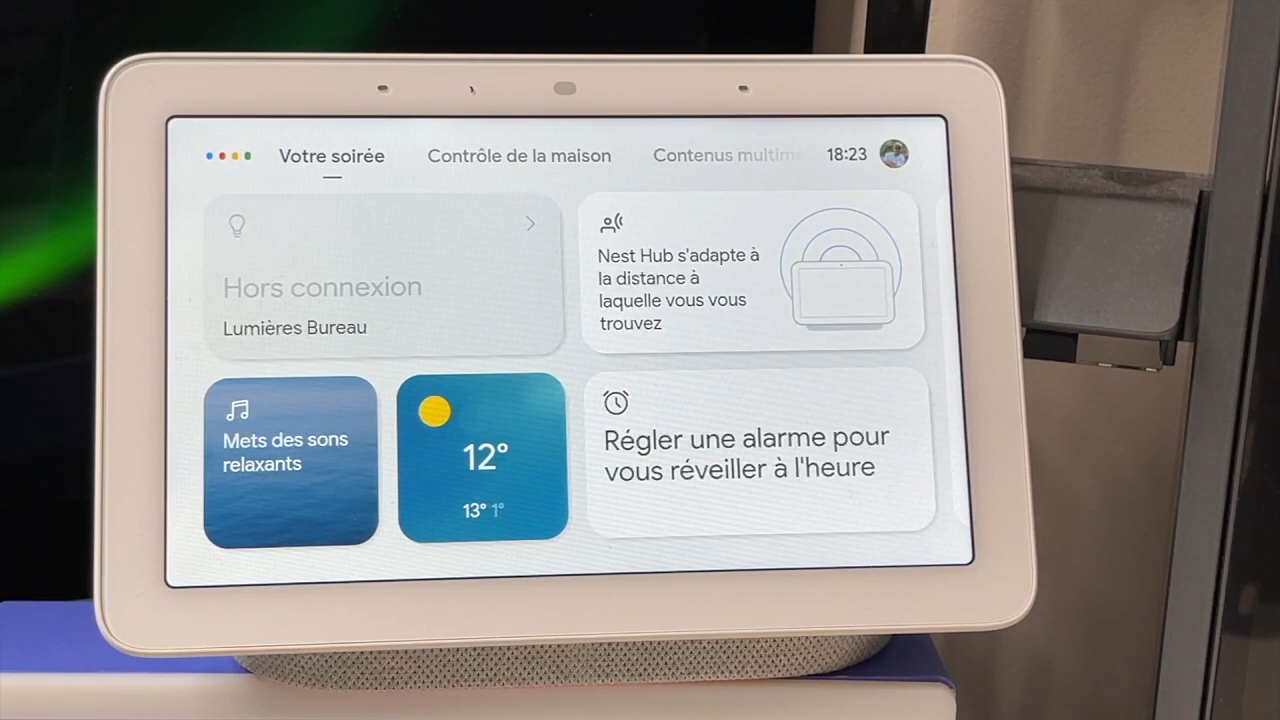 Votre soirée
Contrôle de la maison
Contenus
18:23
Hors connexion
Lumières Bureau
Nest Hub s'adapte à
la distance à
laquelle vous vous
trouvez
Mets des sons
relaxants
12°
13° 1°
Régler une alarme pour
vous réveiller à l'heure